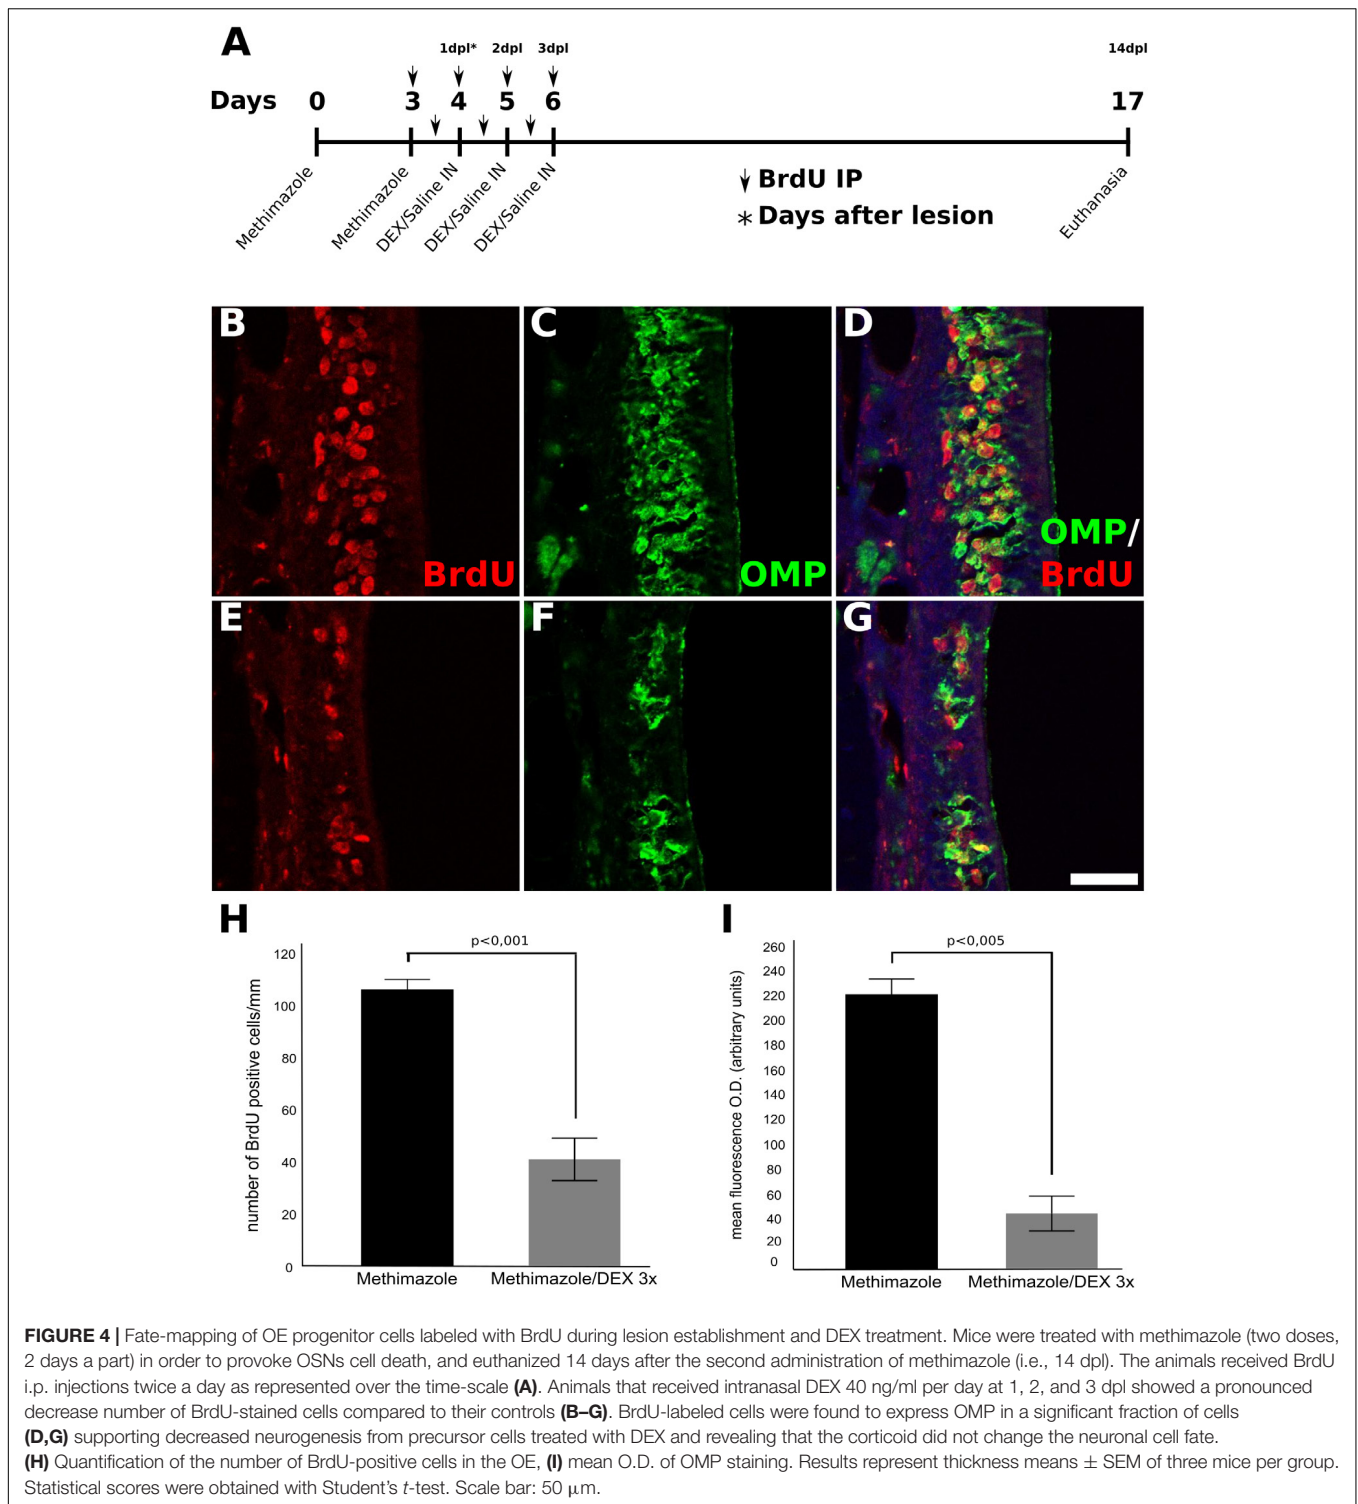 A
1dpl* 2dpl 3dpl 14dpl
Days 0 3 4 5 6 17
Methimazole Methimazole DEX/Saline IN DEX/Saline IN DEX/Saline IN Euthanasia
BrdU IP
* Days after lesion
B C D
BrdU OMP OMP/
BrdU
E F G
H
p<0,001
number of BrdU positive cells/mm
120
100
80
60
40
20
0
Methimazole Methimazole/DEX 3x
I
p<0,005
mean fluorescence O.D. (arbitrary units)
260
240
220
200
180
160
140
120
100
80
60
40
20
0
Methimazole Methimazole/DEX 3x
FIGURE 4 | Fate-mapping of OE progenitor cells labeled with BrdU during lesion establishment and DEX treatment. Mice were treated with methimazole (two doses,
2 days a part) in order to provoke OSNs cell death, and euthanized 14 days after the second administration of methimazole (i.e., 14 dpl). The animals received BrdU
i.p. injections twice a day as represented over the time-scale (A). Animals that received intranasal DEX 40 ng/ml per day at 1, 2, and 3 dpl showed a pronounced
decrease number of BrdU-stained cells compared to their controls (B–G). BrdU-labeled cells were found to express OMP in a significant fraction of cells
(D,G) supporting decreased neurogenesis from precursor cells treated with DEX and revealing that the corticoid did not change the neuronal cell fate.
(H) Quantification of the number of BrdU-positive cells in the OE, (I) mean O.D. of OMP staining. Results represent thickness means ± SEM of three mice per group.
Statistical scores were obtained with Student's t-test. Scale bar: 50 μm.